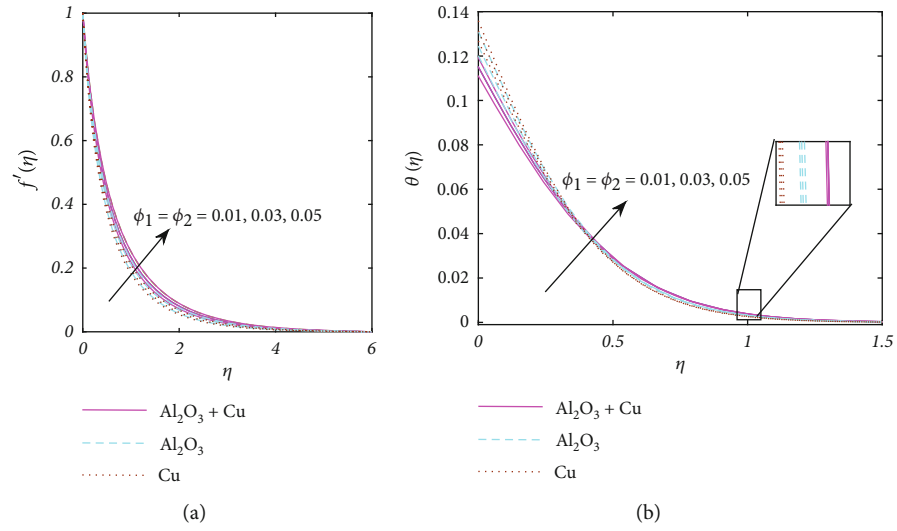 1
0.8
0.6
0.4
0.2
0
f′(η)
ϕ₁ = ϕ₂ = 0.01, 0.03, 0.05
0
2
4
6
η
Al₂O₃ + Cu
Al₂O₃
Cu
(a)
0.14
0.12
0.1
0.08
0.06
0.04
0.02
0
θ (η)
ϕ₁ = ϕ₂ = 0.01, 0.03, 0.05
0
0.5
1
1.5
η
Al₂O₃ + Cu
Al₂O₃
Cu
(b)